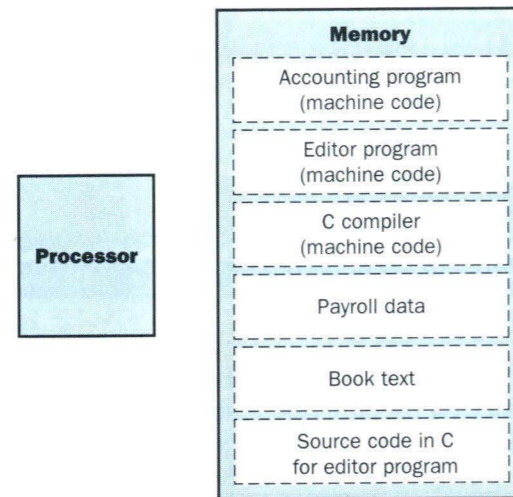 Memory
Accounting program
(machine code)
Editor program
(machine code)
C compiler
(machine code)
Processor
Payroll data
Book text
Source code in C
for editor program